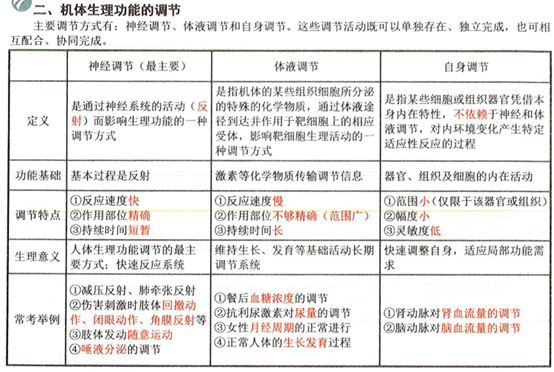 二、机体生理功能的调节
主要调节方式有：神经调节、体液调节和自身调节。这些调节活动既可以单独存在、独立完成，也可相
互配合、协同完成。
神经调节（最主要） 体液调节 自身调节
定义
是通过神经系统的活动（反
射）而影响生理功能的一种
调节方式
是指机体的某些组织细胞所分泌
的特殊的化学物质，通过体液途
径到达并作用于靶细胞上的相应
受体，影响靶细胞生理活动的一
种调节方式
是指某些细胞或组织器官凭借本
身内在特性，不依赖于神经和体
液调节，对内环境变化产生特定
适应性反应的过程
功能基础 基本过程是反射 激素等化学物质传输调节信息 器官、组织及细胞的内在活动
调节特点
①反应速度快
②作用部位精确
③持续时间短暂
①反应速度慢
②作用部位不够精确（范围广）
③持续时间长
①范围小（仅限于该器官或组织）
②幅度小
③灵敏度低
生理意义
人体生理功能调节的最主
要方式；快速反应系统
维持生长、发育等基础活动长期
调节系统
快速调整自身，适应局部功能需
求
常考举例
①减压反射、肺牵张反射
②伤害刺激时肢体回撤动
作、闭眼动作、角膜反射等
③肢体发动随意运动
④唾液分泌的调节
①餐后血糖浓度的调节
②抗利尿激素对尿量的调节
③女性月经周期的正常进行
④正常人体的生长发育过程
①肾动脉对肾血流量的调节
②脑动脉对脑血流量的调节